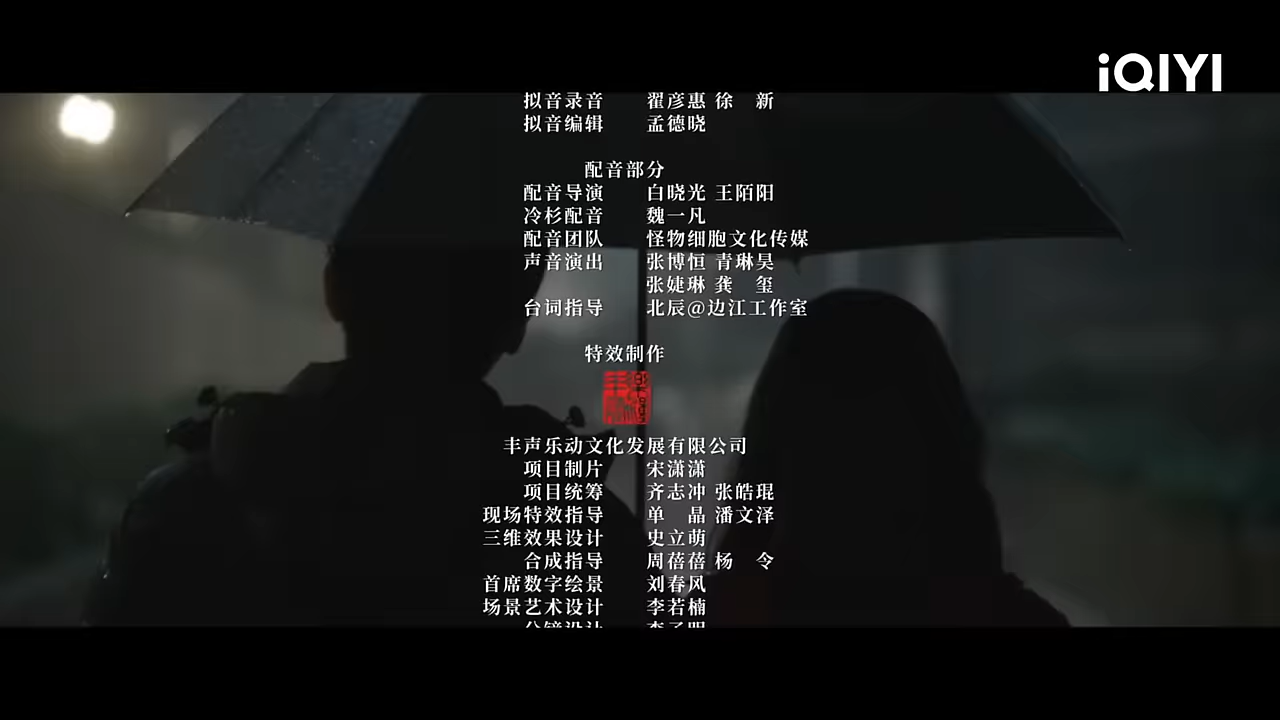 iQIYI
拟音录音 翟彦惠 徐 新
拟音编辑 孟德晓
配音部分
配音导演 白晓光 王陌阳
冷杉配音 魏一凡
配音团队 怪物细胞文化传媒
声音演出 张博恒 青琳昊
张婕琳 龚 玺
台词指导 北辰@边江工作室
特效制作
丰声乐动文化发展有限公司
项目制片 宋潇潇
项目统筹 齐志冲 张皓琨
现场特效指导 单 晶 潘文泽
三维效果设计 史立萌
合成指导 周蓓蓓 杨 令
首席数字绘景 刘春风
场景艺术设计 李若楠